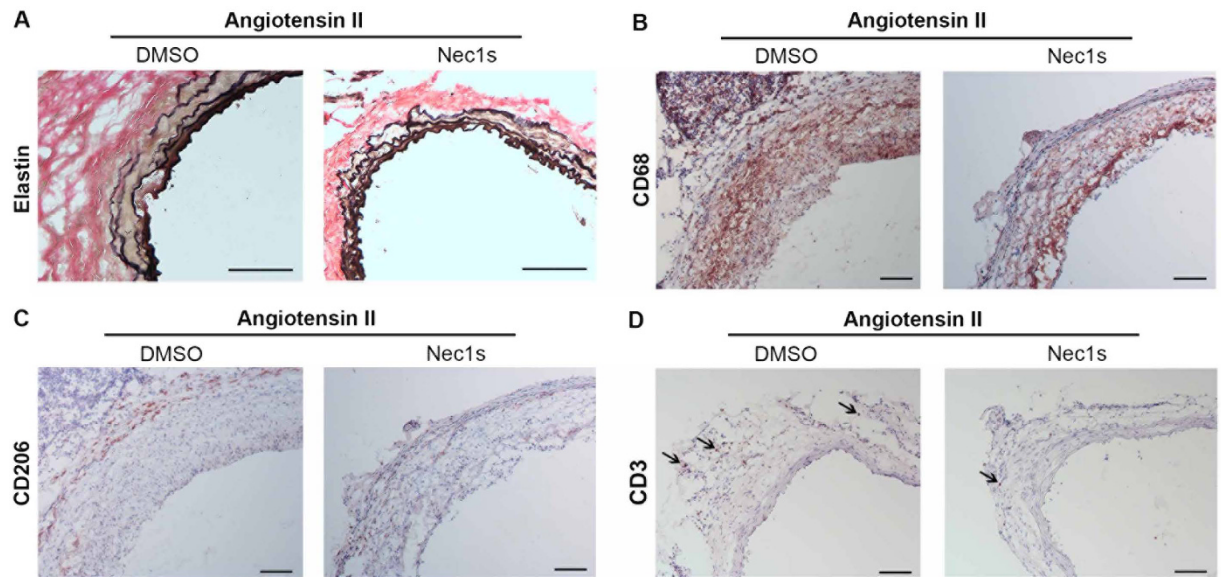 A
Angiotensin II
DMSO
Nec1s
Elastin
B
Angiotensin II
DMSO
Nec1s
CD68
C
Angiotensin II
DMSO
Nec1s
CD206
D
Angiotensin II
DMSO
Nec1s
CD3